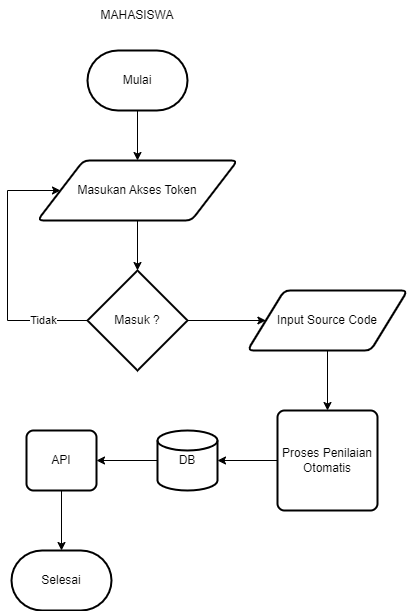 MAHASISWA
Mulai
Masukan Akses Token
Masuk ?
Tidak
Input Source Code
Proses Penilaian
Otomatis
DB
API
Selesai